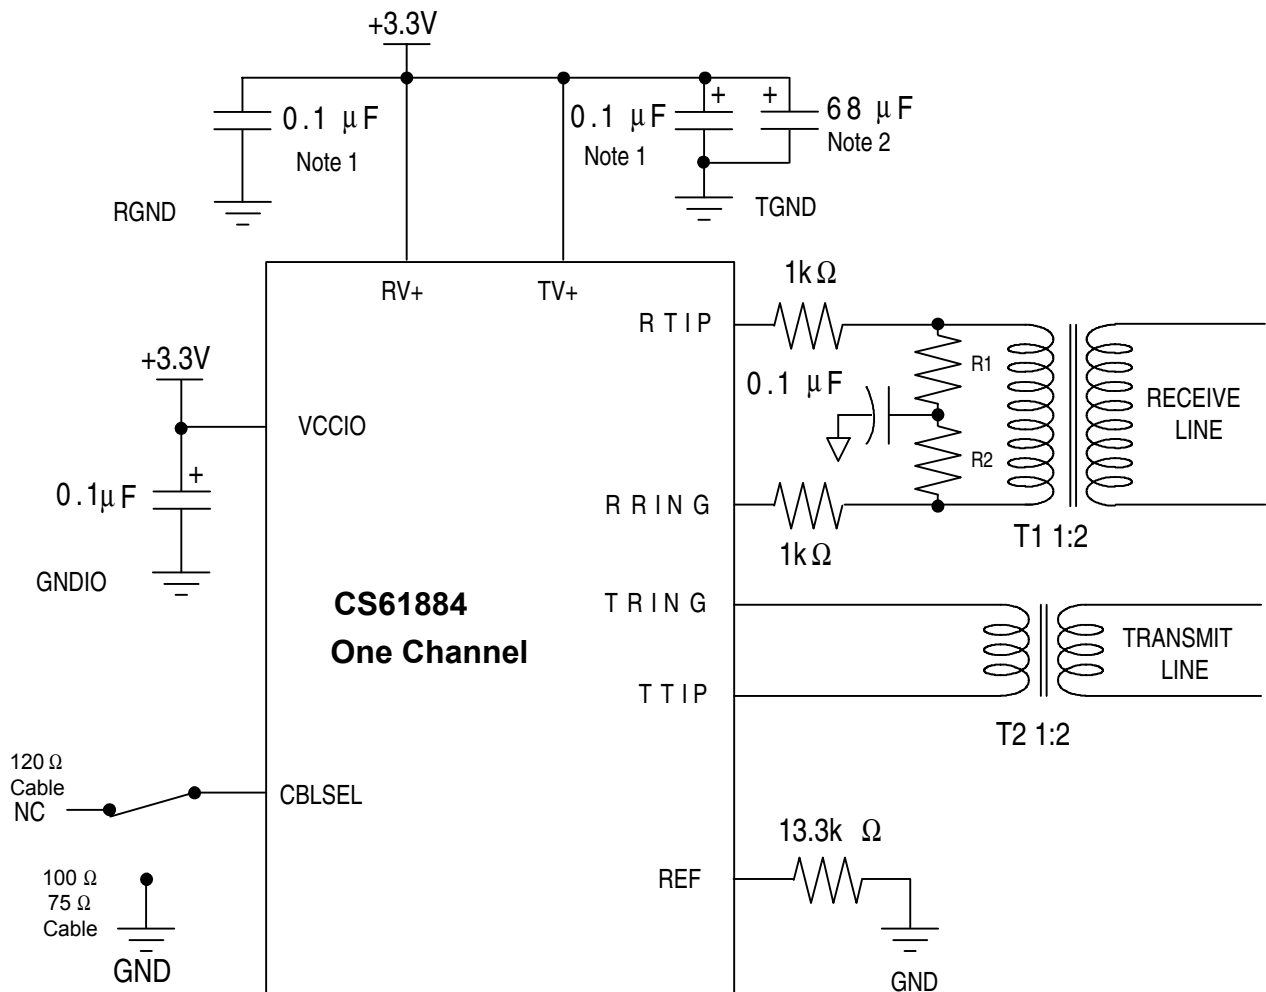 +3.3V
0.1 μF
Note 1
RGND
0.1 μF
Note 1
+
+
68 μF
Note 2
TGND
RV+
TV+
+3.3V
VCCIO
+
0.1μF
GNDIO
CS61884
One Channel
RTIP
1kΩ
0.1 μF
R1
R2
RRING
1kΩ
T1 1:2
RECEIVE
LINE
TRING
TTIP
T2 1:2
TRANSMIT
LINE
120 Ω
Cable
NC
CBLSEL
100 Ω
75 Ω
Cable
GND
REF
13.3k Ω
GND